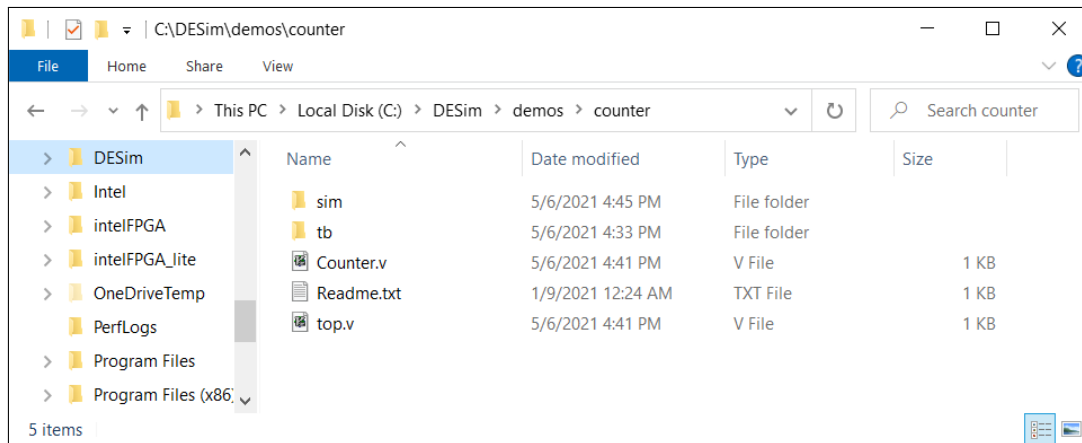 C:\DESim\demos\counter
File Home Share View
This PC > Local Disk (C:) > DESim > demos > counter Search counter
DESim Name Date modified Type Size
Intel sim 5/6/2021 4:45 PM File folder
intelFPGA tb 5/6/2021 4:33 PM File folder
intelFPGA_lite Counter.v 5/6/2021 4:41 PM V File 1 KB
OneDriveTemp Readme.txt 1/9/2021 12:24 AM TXT File 1 KB
PerfLogs top.v 5/6/2021 4:41 PM V File 1 KB
Program Files
Program Files (x86)
5 items